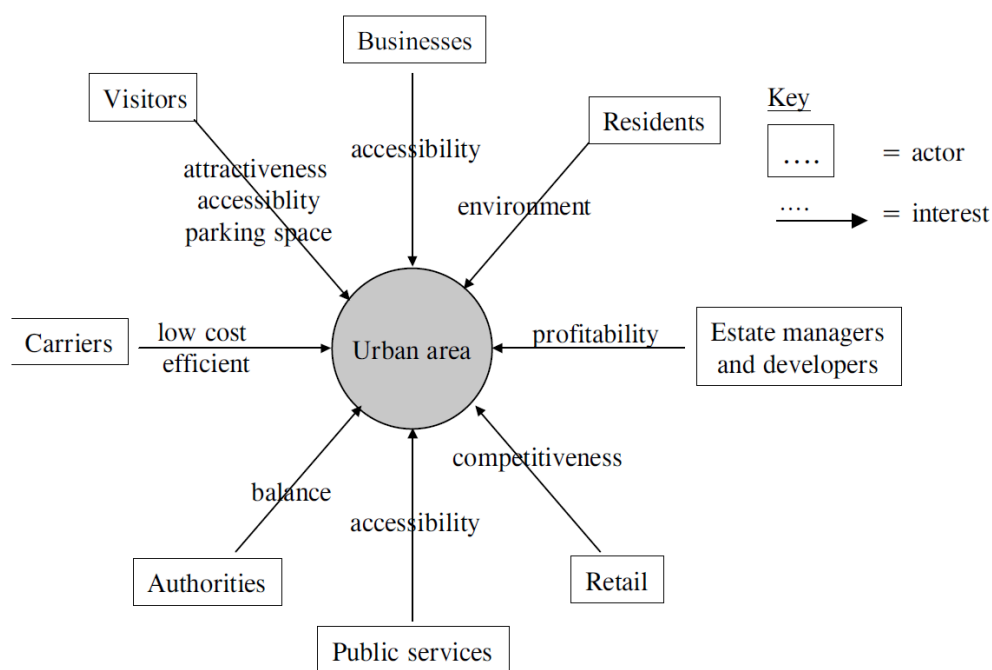 Businesses
Visitors
Residents
Key
....
= actor
....
= interest
accessibility
attractiveness
accessiblity
parking space
environment
Carriers
low cost
efficient
Urban area
profitability
Estate managers
and developers
competitiveness
balance
accessibility
Authorities
Retail
Public services